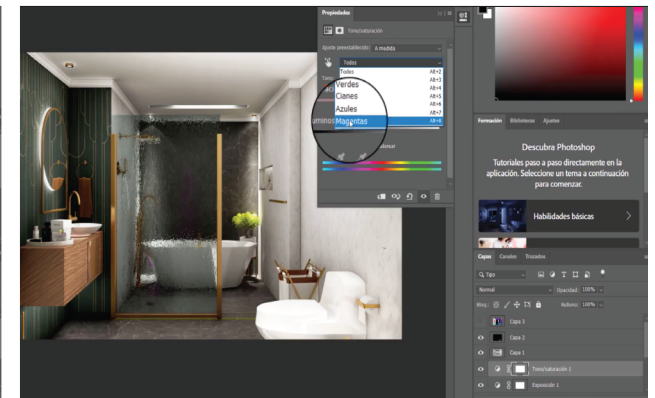 Propiedades
Tono/saturación
Ajuste preestablecido: A medida
Todos
Todos Alt+2
Alt+3
Verdes Alt+4
Cianes Alt+5
Azules Alt+6
Alt+7
Magentas Alt+8
Formación Bibliotecas Ajustes
Descubra Photoshop
Tutoriales paso a paso directamente en la
aplicación. Seleccione un tema a continuación
para comenzar.
Habilidades básicas
Capas Canales Trazados
Tipo
Normal Opacidad: 100%
Bloq.: Relleno: 100%
Capa 3
Capa 2
Capa 1
Tono/saturación 1
Exposición 1